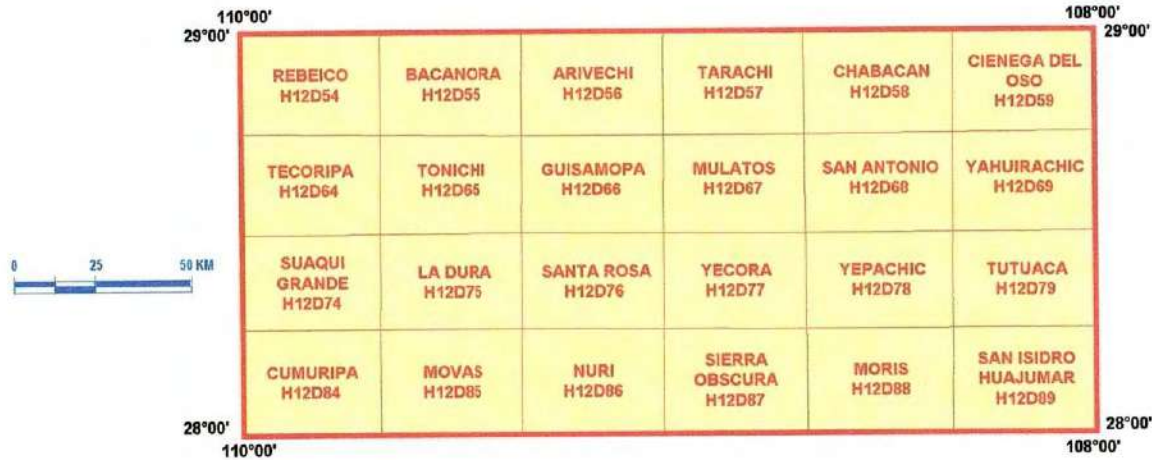 110°00'
108°00'
29°00'
29°00'
REBEICO
H12D54
BACANORA
H12D55
ARIVECHI
H12D56
TARACHI
H12D57
CHABACAN
H12D58
CIENEGA DEL
OSO
H12D59
TECORIPA
H12D64
TONICHI
H12D65
GUISAMOPA
H12D66
MULATOS
H12D67
SAN ANTONIO
H12D68
YAHUIRACHIC
H12D69
0 25 50 KM
SUAQUI
GRANDE
H12D74
LA DURA
H12D75
SANTA ROSA
H12D76
YECORA
H12D77
YEPACHIC
H12D78
TUTUACA
H12D79
CUMURIPA
H12D84
MOVAS
H12D85
NURI
H12D86
SIERRA
OBSCURA
H12D87
MORIS
H12D88
SAN ISIDRO
HUAJUMAR
H12D89
28°00'
28°00'
110°00'
108°00'